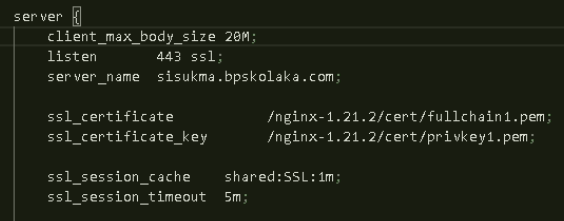 server {
client_max_body_size 20M;
listen 443 ssl;
server_name sisukma.bpskolaka.com;
ssl_certificate /nginx-1.21.2/cert/fullchain1.pem;
ssl_certificate_key /nginx-1.21.2/cert/privkey1.pem;
ssl_session_cache shared:SSL:1m;
ssl_session_timeout 5m;